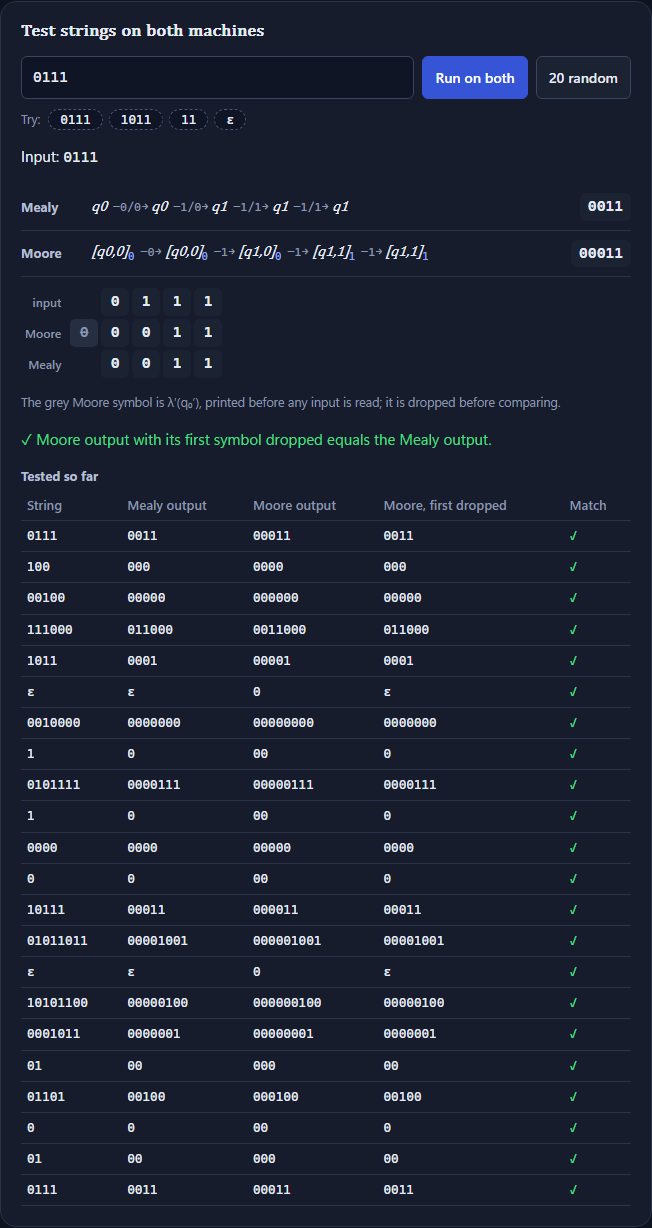 Test strings on both machines
0111 Run on both 20 random
Try: 0111 1011 11 ε
Input: 0111
Mealy q0 −0/0→ q0 −1/0→ q1 −1/1→ q1 −1/1→ q1 0011
Moore [q0,0]0 −0→ [q0,0]0 −1→ [q1,0]0 −1→ [q1,1]1 −1→ [q1,1]1 00011
input 0 1 1 1
Moore 0 0 0 1 1
Mealy 0 0 1 1
The grey Moore symbol is λ′(q₀′), printed before any input is read; it is dropped before comparing.
✓ Moore output with its first symbol dropped equals the Mealy output.
Tested so far
String Mealy output Moore output Moore, first dropped Match
0111 0011 00011 0011 ✓
100 000 0000 000 ✓
00100 00000 000000 00000 ✓
111000 011000 0011000 011000 ✓
1011 0001 00001 0001 ✓
ε ε 0 ε ✓
0010000 0000000 00000000 0000000 ✓
1 0 00 0 ✓
0101111 0000111 00000111 0000111 ✓
1 0 00 0 ✓
0000 0000 00000 0000 ✓
0 0 00 0 ✓
10111 00011 000011 00011 ✓
01011011 00001001 000001001 00001001 ✓
ε ε 0 ε ✓
10101100 00000100 000000100 00000100 ✓
0001011 0000001 00000001 0000001 ✓
01 00 000 00 ✓
01101 00100 000100 00100 ✓
0 0 00 0 ✓
01 00 000 00 ✓
0111 0011 00011 0011 ✓